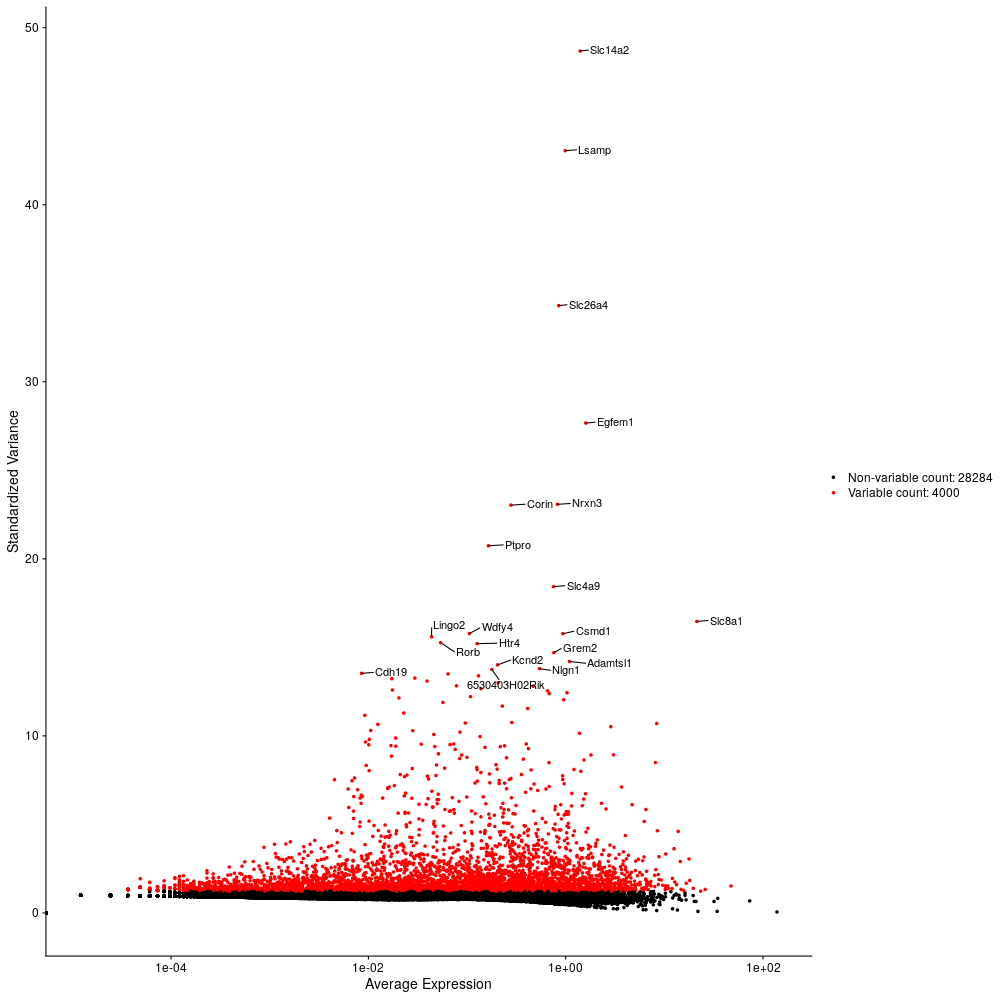 50
Slc14a2
Lsamp
40
Slc26a4
30
Egfem1
Corin
Nrxn3
Non-variable count: 28284
Variable count: 4000
Standardized Variance
Ptpro
20
Slc4a9
Slc8a1
Lingo2
Wdfy4
Csmd1
Htr4
Rorb
Grem2
Kcnd2
Adamtsl1
Nlgn1
Cdh19
6530403H02Rik
10
0
1e-04
1e-02
1e+00
1e+02
Average Expression